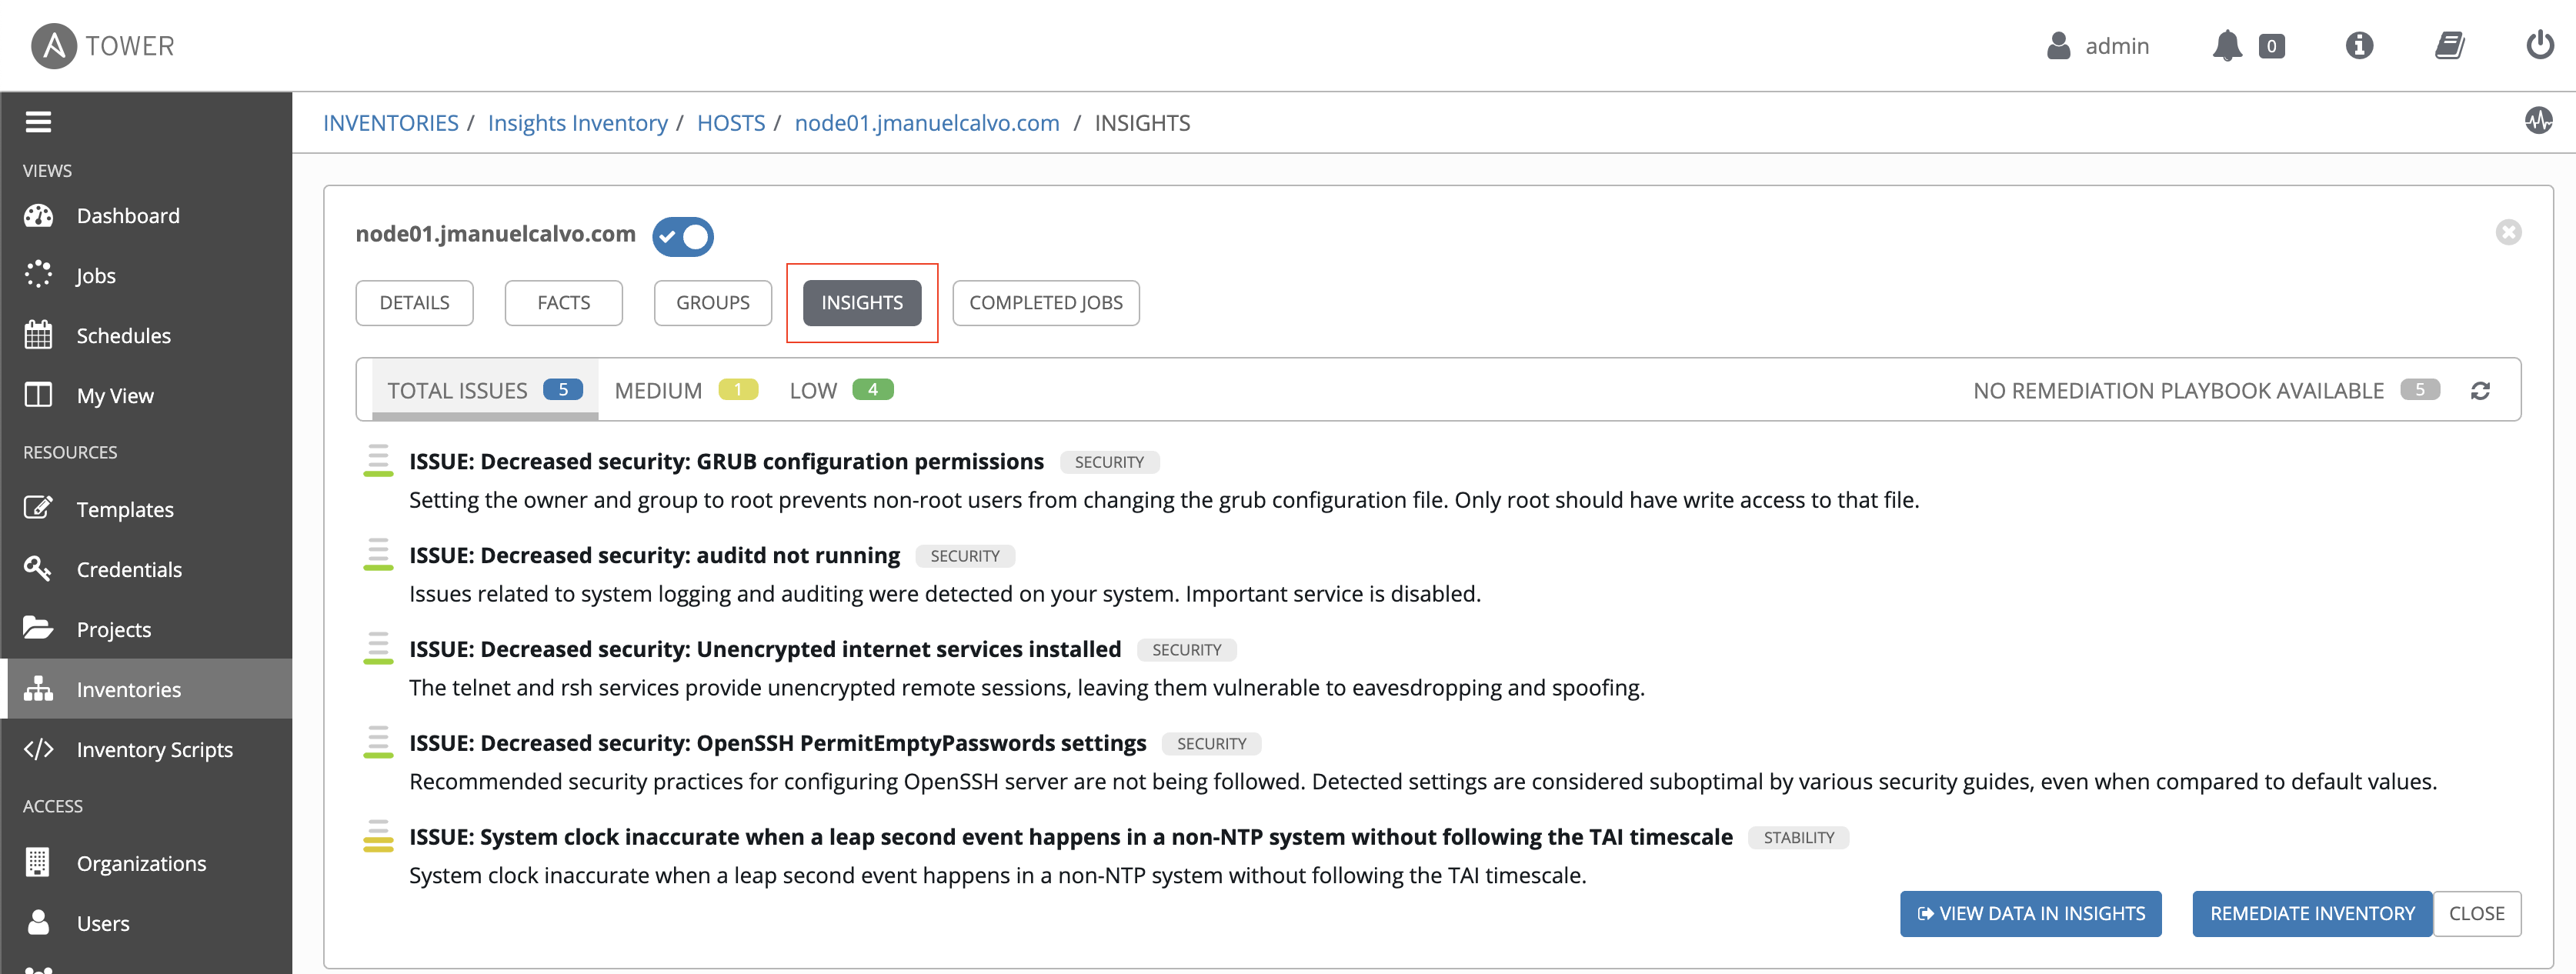 TOWER
admin
0
INVENTORIES / Insights Inventory / HOSTS / node01.jmanuelcalvo.com / INSIGHTS
VIEWS
Dashboard
Jobs
Schedules
My View
RESOURCES
Templates
Credentials
Projects
Inventories
Inventory Scripts
ACCESS
Organizations
Users
node01.jmanuelcalvo.com
DETAILS
FACTS
GROUPS
INSIGHTS
COMPLETED JOBS
TOTAL ISSUES 5
MEDIUM 1
LOW 4
NO REMEDIATION PLAYBOOK AVAILABLE 5
ISSUE: Decreased security: GRUB configuration permissions SECURITY
Setting the owner and group to root prevents non-root users from changing the grub configuration file. Only root should have write access to that file.
ISSUE: Decreased security: auditd not running SECURITY
Issues related to system logging and auditing were detected on your system. Important service is disabled.
ISSUE: Decreased security: Unencrypted internet services installed SECURITY
The telnet and rsh services provide unencrypted remote sessions, leaving them vulnerable to eavesdropping and spoofing.
ISSUE: Decreased security: OpenSSH PermitEmptyPasswords settings SECURITY
Recommended security practices for configuring OpenSSH server are not being followed. Detected settings are considered suboptimal by various security guides, even when compared to default values.
ISSUE: System clock inaccurate when a leap second event happens in a non-NTP system without following the TAI timescale STABILITY
System clock inaccurate when a leap second event happens in a non-NTP system without following the TAI timescale.
VIEW DATA IN INSIGHTS
REMEDIATE INVENTORY
CLOSE